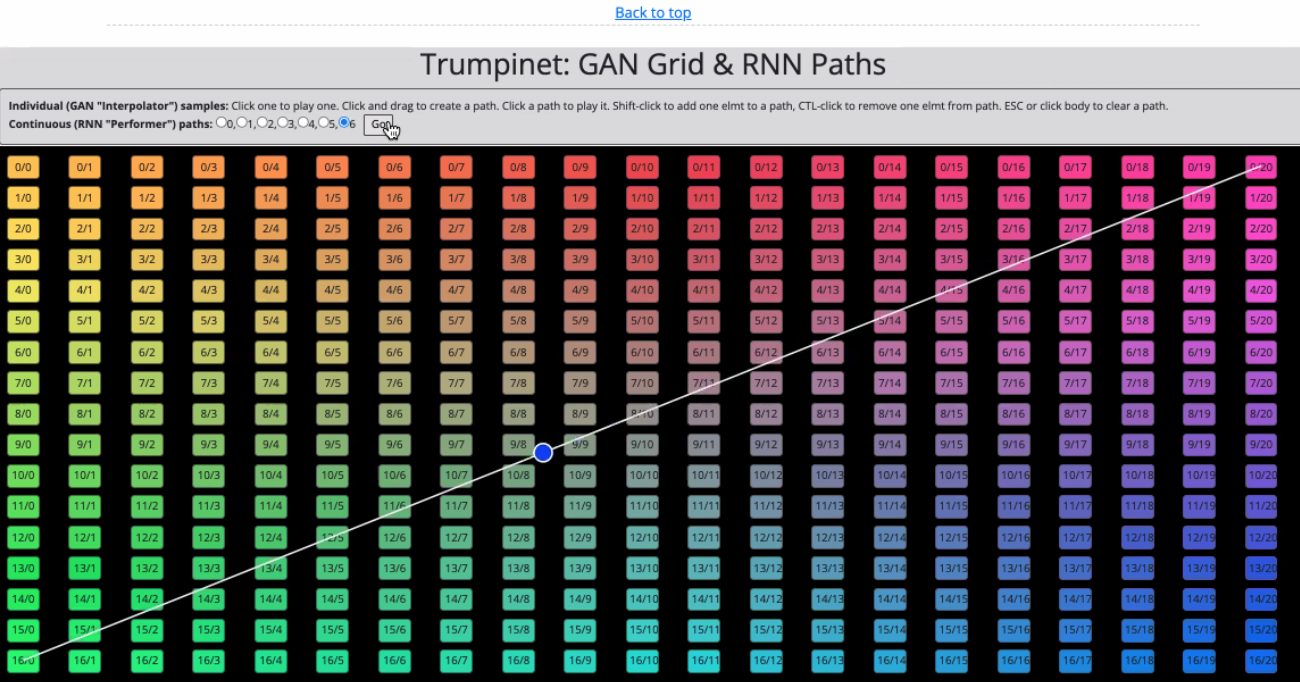 Back to top
Trumpinet: GAN Grid & RNN Paths
Individual (GAN "Interpolator") samples: Click one to play one. Click and drag to create a path. Click a path to play it. Shift-click to add one elmt to a path, CTL-click to remove one elmt from path. ESC or click body to clear a path.
Continuous (RNN "Performer") paths: 0, 1, 2, 3, 4, 5, 6 Go!
0/0 0/1 0/2 0/3 0/4 0/5 0/6 0/7 0/8 0/9 0/10 0/11 0/12 0/13 0/14 0/15 0/16 0/17 0/18 0/19 0/20
1/0 1/1 1/2 1/3 1/4 1/5 1/6 1/7 1/8 1/9 1/10 1/11 1/12 1/13 1/14 1/15 1/16 1/17 1/18 1/19 1/20
2/0 2/1 2/2 2/3 2/4 2/5 2/6 2/7 2/8 2/9 2/10 2/11 2/12 2/13 2/14 2/15 2/16 2/17 2/18 2/19 2/20
3/0 3/1 3/2 3/3 3/4 3/5 3/6 3/7 3/8 3/9 3/10 3/11 3/12 3/13 3/14 3/15 3/16 3/17 3/18 3/19 3/20
4/0 4/1 4/2 4/3 4/4 4/5 4/6 4/7 4/8 4/9 4/10 4/11 4/12 4/13 4/14 4/15 4/16 4/17 4/18 4/19 4/20
5/0 5/1 5/2 5/3 5/4 5/5 5/6 5/7 5/8 5/9 5/10 5/11 5/12 5/13 5/14 5/15 5/16 5/17 5/18 5/19 5/20
6/0 6/1 6/2 6/3 6/4 6/5 6/6 6/7 6/8 6/9 6/10 6/11 6/12 6/13 6/14 6/15 6/16 6/17 6/18 6/19 6/20
7/0 7/1 7/2 7/3 7/4 7/5 7/6 7/7 7/8 7/9 7/10 7/11 7/12 7/13 7/14 7/15 7/16 7/17 7/18 7/19 7/20
8/0 8/1 8/2 8/3 8/4 8/5 8/6 8/7 8/8 8/9 8/10 8/11 8/12 8/13 8/14 8/15 8/16 8/17 8/18 8/19 8/20
9/0 9/1 9/2 9/3 9/4 9/5 9/6 9/7 9/8 9/9 9/10 9/11 9/12 9/13 9/14 9/15 9/16 9/17 9/18 9/19 9/20
10/0 10/1 10/2 10/3 10/4 10/5 10/6 10/7 10/8 10/9 10/10 10/11 10/12 10/13 10/14 10/15 10/16 10/17 10/18 10/19 10/20
11/0 11/1 11/2 11/3 11/4 11/5 11/6 11/7 11/8 11/9 11/10 11/11 11/12 11/13 11/14 11/15 11/16 11/17 11/18 11/19 11/20
12/0 12/1 12/2 12/3 12/4 12/5 12/6 12/7 12/8 12/9 12/10 12/11 12/12 12/13 12/14 12/15 12/16 12/17 12/18 12/19 12/20
13/0 13/1 13/2 13/3 13/4 13/5 13/6 13/7 13/8 13/9 13/10 13/11 13/12 13/13 13/14 13/15 13/16 13/17 13/18 13/19 13/20
14/0 14/1 14/2 14/3 14/4 14/5 14/6 14/7 14/8 14/9 14/10 14/11 14/12 14/13 14/14 14/15 14/16 14/17 14/18 14/19 14/20
15/0 15/1 15/2 15/3 15/4 15/5 15/6 15/7 15/8 15/9 15/10 15/11 15/12 15/13 15/14 15/15 15/16 15/17 15/18 15/19 15/20
16/0 16/1 16/2 16/3 16/4 16/5 16/6 16/7 16/8 16/9 16/10 16/11 16/12 16/13 16/14 16/15 16/16 16/17 16/18 16/19 16/20